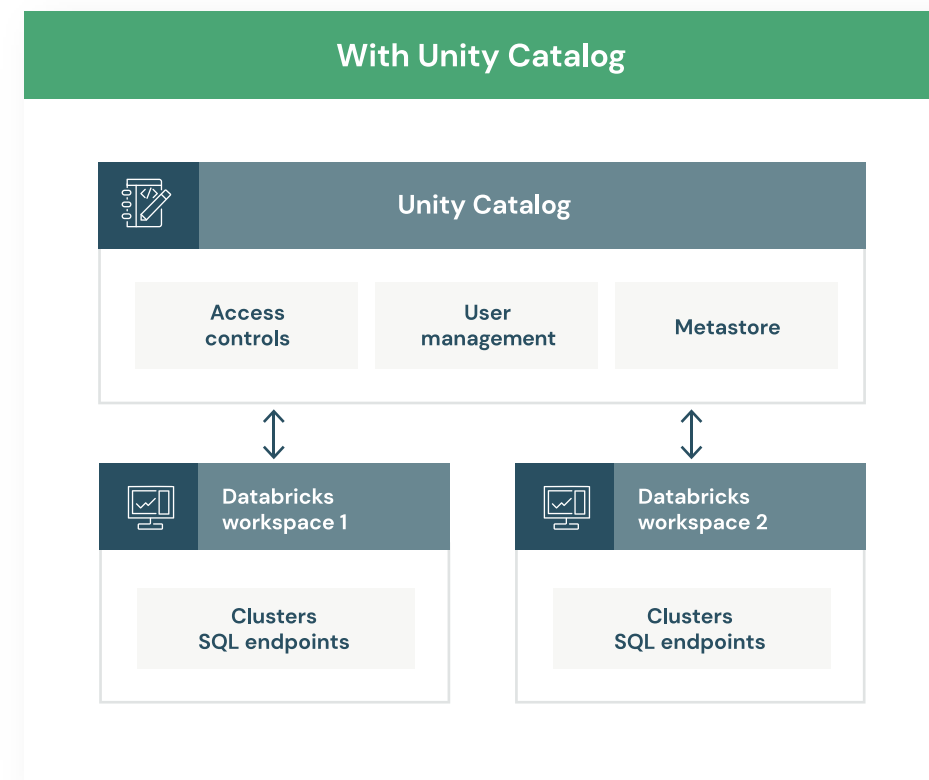 With Unity Catalog
Unity Catalog
Access
controls
User
management
Metastore
Databricks
workspace 1
Databricks
workspace 2
Clusters
SQL endpoints
Clusters
SQL endpoints